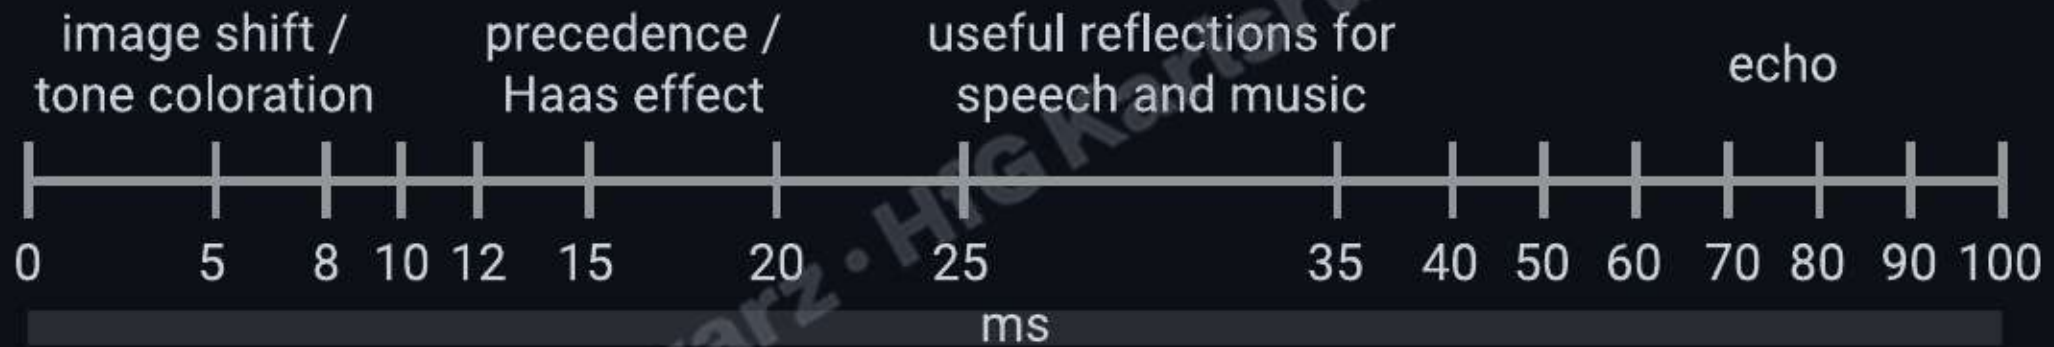 image shift /
tone coloration
precedence /
Haas effect
useful reflections for
speech and music
echo
0 5 8 10 12 15 20 25 35 40 50 60 70 80 90 100
ms
HfG